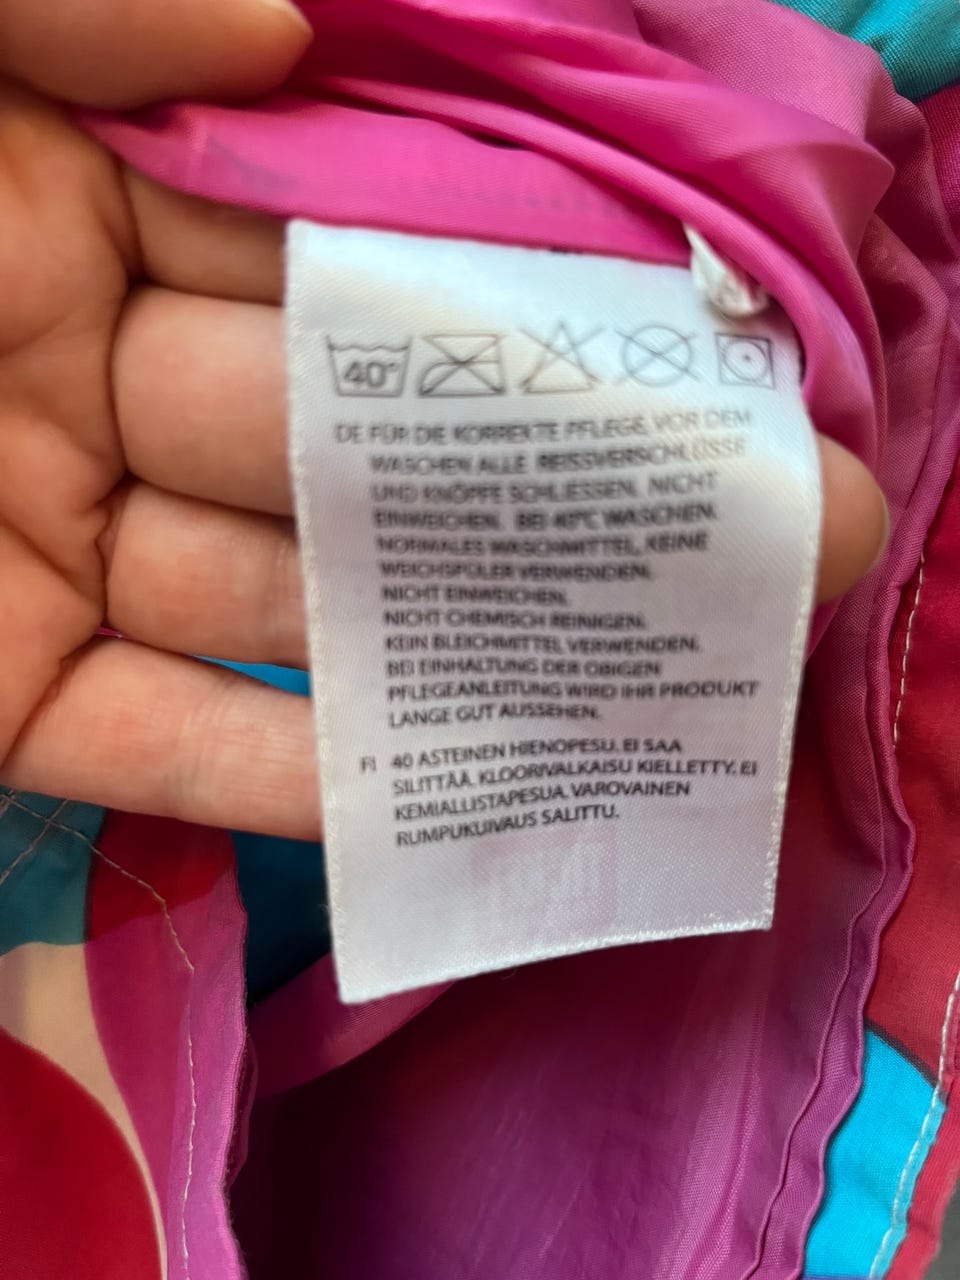 40°
DE FÜR DIE KORREKTE PFLEGE, VOR DEM
WASCHEN ALLE REISSVERSCHLÜSSE
UND KNÖPFE SCHLIESSEN. NICHT
EINWEICHEN. BEI 40°C WASCHEN.
NORMALES WASCHMITTEL, KEINE
WEICHSPÜLER VERWENDEN.
NICHT EINWEICHEN.
NICHT CHEMISCH REINIGEN.
KEIN BLEICHMITTEL VERWENDEN.
BEI EINHALTUNG DER OBIGEN
PFLEGEANLEITUNG WIRD IHR PRODUKT
LANGE GUT AUSSEHEN.
FI 40 ASTEINEN HIENOPESU. EI SAA
SILITTÄÄ. KLOORIVALKAISU KIELLETTY. EI
KEMIALLISTAPESUA. VAROVAINEN
RUMPUKUIVAUS SALITTU.